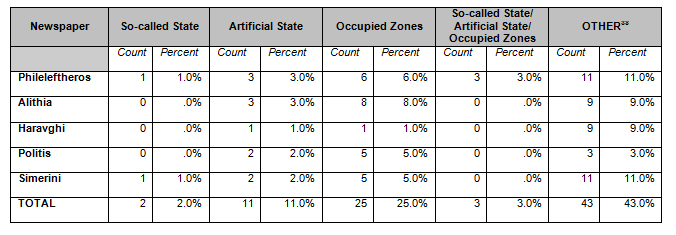 Newspaper So-called State Artificial State Occupied Zones So-called State/ Artificial State/ Occupied Zones OTHER³³
Count Percent Count Percent Count Percent Count Percent Count Percent
Phileleftheros 1 1.0% 3 3.0% 6 6.0% 3 3.0% 11 11.0%
Alithia 0 .0% 3 3.0% 8 8.0% 0 .0% 9 9.0%
Haravghi 0 .0% 1 1.0% 1 1.0% 0 .0% 9 9.0%
Politis 0 .0% 2 2.0% 5 5.0% 0 .0% 3 3.0%
Simerini 1 1.0% 2 2.0% 5 5.0% 0 .0% 11 11.0%
TOTAL 2 2.0% 11 11.0% 25 25.0% 3 3.0% 43 43.0%